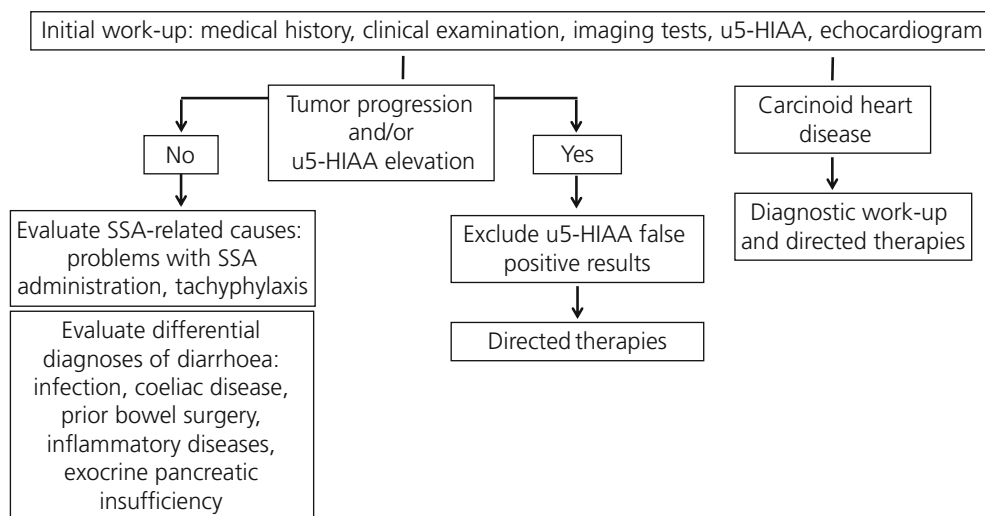 Initial work-up: medical history, clinical examination, imaging tests, u5-HIAA, echocardiogram
Tumor progression
and/or
u5-HIAA elevation
No
Yes
Carcinoid heart
disease
Evaluate SSA-related causes:
problems with SSA
administration, tachyphylaxis
Exclude u5-HIAA false
positive results
Diagnostic work-up
and directed therapies
Evaluate differential
diagnoses of diarrhoea:
infection, coeliac disease,
prior bowel surgery,
inflammatory diseases,
exocrine pancreatic
insufficiency
Directed therapies